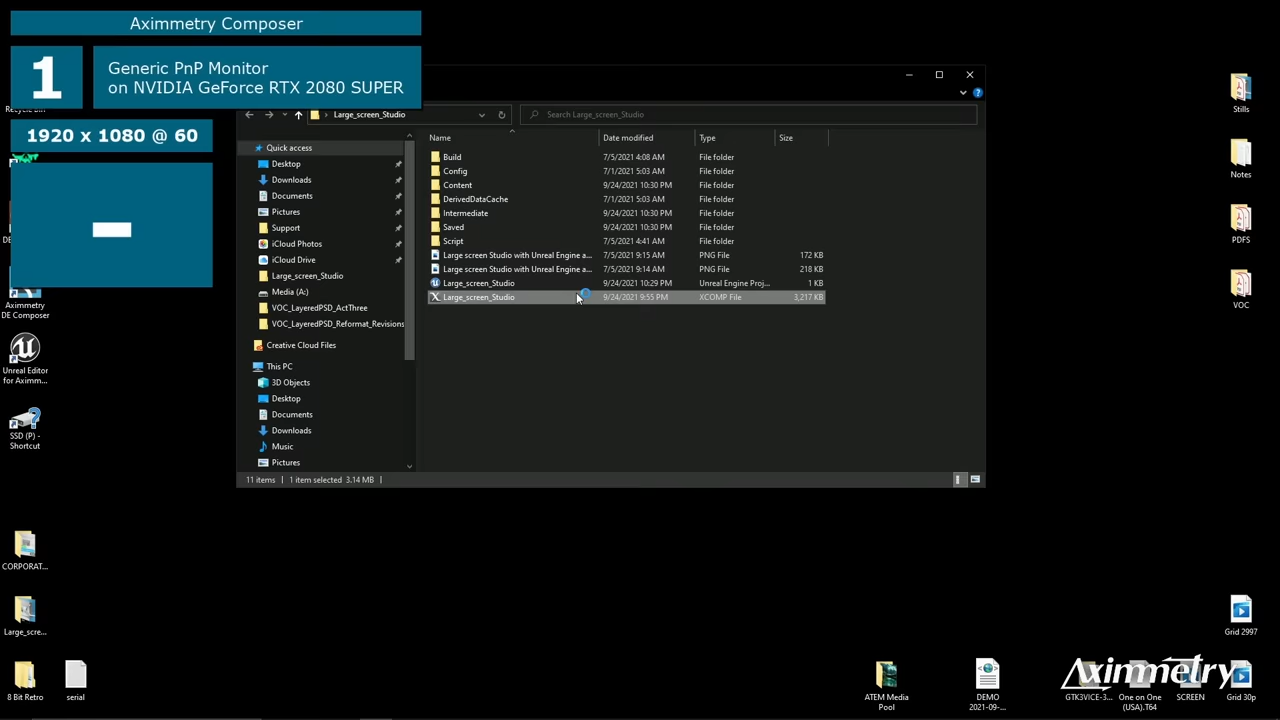 Aximmetry Composer
1
Generic PnP Monitor
on NVIDIA GeForce RTX 2080 SUPER
1920 x 1080 @ 60
Large_screen_Studio
Search Large_screen_Studio
Name
Date modified
Type
Size
Quick access
Desktop
Downloads
Documents
Pictures
Support
iCloud Photos
iCloud Drive
Large_screen_Studio
Media (A:)
VOC_LayeredPSD_ActThree
VOC_LayeredPSD_Reformat_Revisions
Creative Cloud Files
This PC
3D Objects
Desktop
Documents
Downloads
Music
Pictures
Build 7/5/2021 4:08 AM File folder
Config 7/1/2021 5:03 AM File folder
Content 9/24/2021 10:30 PM File folder
DerivedDataCache 7/1/2021 5:03 AM File folder
Intermediate 9/24/2021 10:30 PM File folder
Saved 9/24/2021 10:30 PM File folder
Script 7/5/2021 4:41 AM File folder
Large screen Studio with Unreal Engine a... 7/5/2021 9:15 AM PNG File 172 KB
Large screen Studio with Unreal Engine a... 7/5/2021 9:14 AM PNG File 218 KB
Large_screen_Studio 9/24/2021 10:29 PM Unreal Engine Proj... 1 KB
Large_screen_Studio 9/24/2021 9:55 PM XCOMP File 3,217 KB
11 items
1 item selected 3.14 MB
Aximmetry
DE Composer
Unreal Editor
for Aximm...
SSD (P) -
Shortcut
CORPORAT...
Large_scre...
8 Bit Retro
serial
Stills
Notes
PDFS
VOC
Grid 2997
ATEM Media
Pool
DEMO
2021-09-...
GTK3VICE-3...
One on One
(USA).T64
SCREEN
Grid 30p
Aximmetry